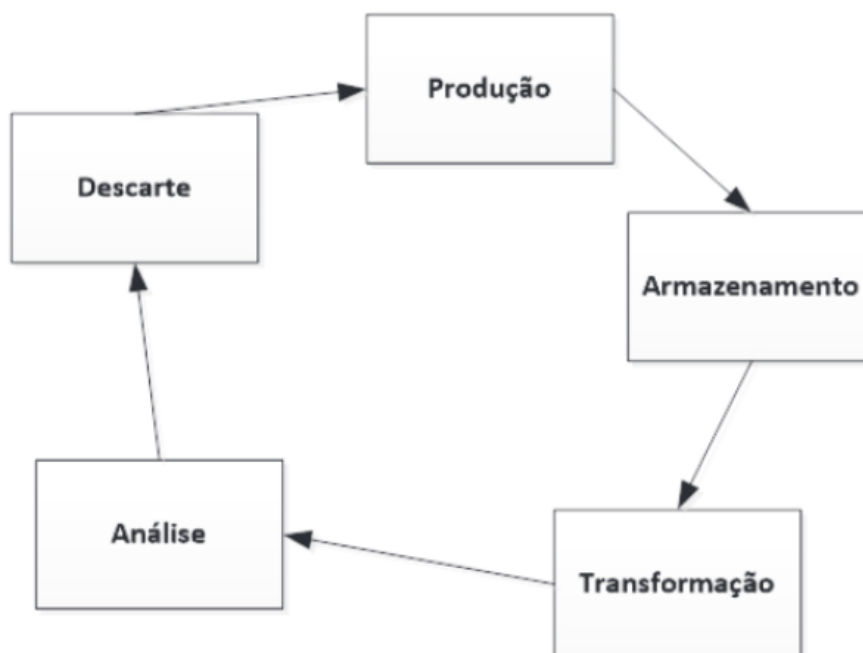 Produção
Descarte
Armazenamento
Análise
Transformação